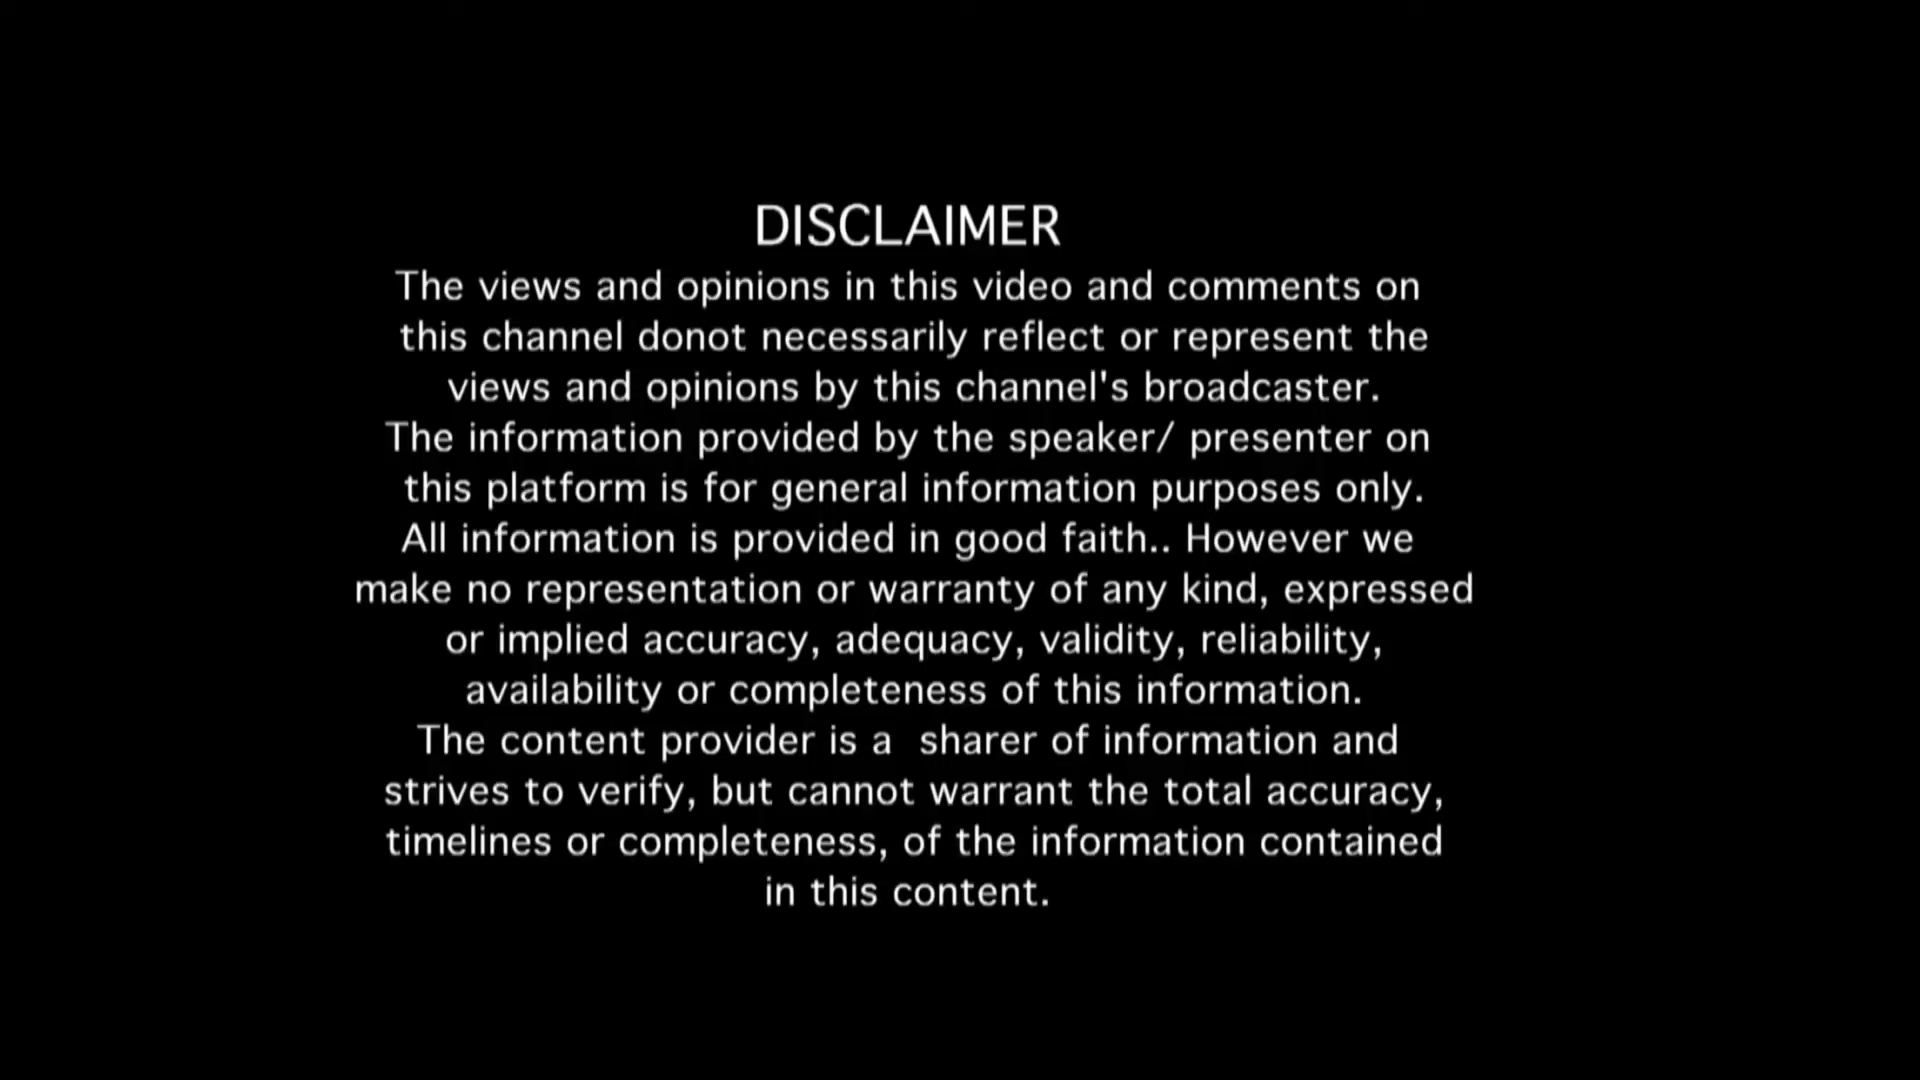 DISCLAIMER
The views and opinions in this video and comments on
this channel donot necessarily reflect or represent the
views and opinions by this channel's broadcaster.
The information provided by the speaker/ presenter on
this platform is for general information purposes only.
All information is provided in good faith.. However we
make no representation or warranty of any kind, expressed
or implied accuracy, adequacy, validity, reliability,
availability or completeness of this information.
The content provider is a  sharer of information and
strives to verify, but cannot warrant the total accuracy,
timelines or completeness, of the information contained
in this content.